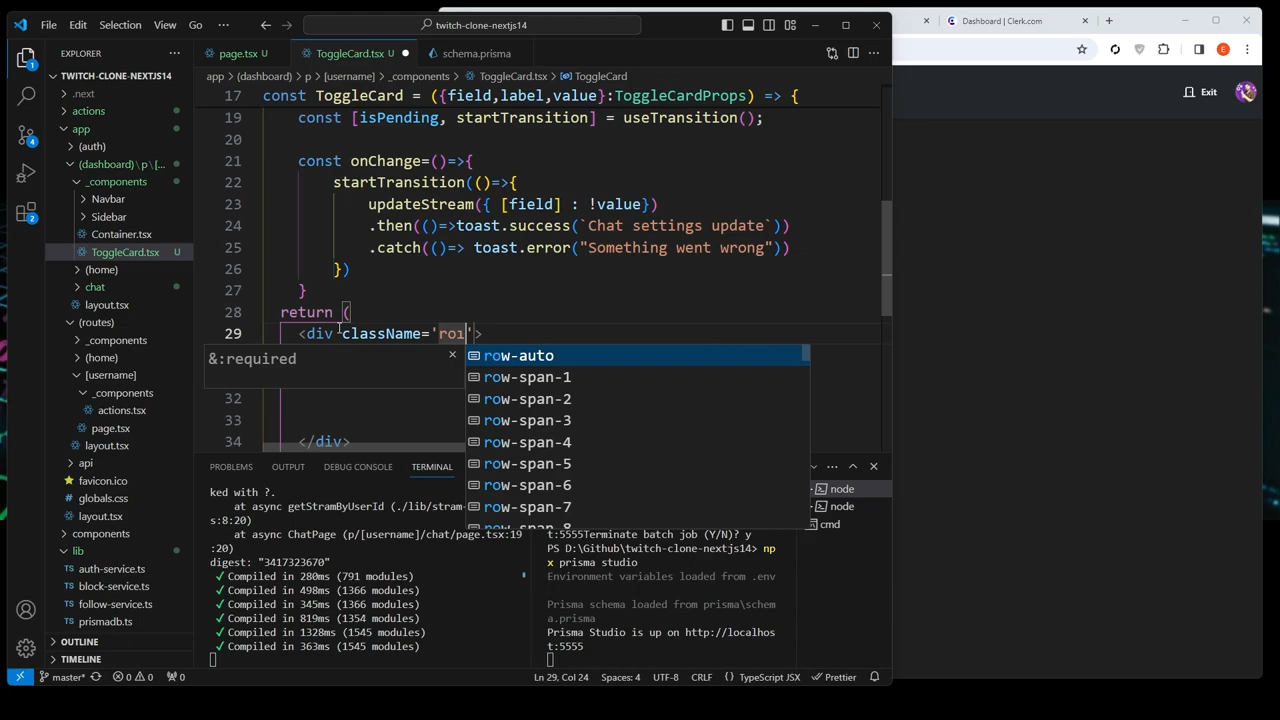 File Edit Selection View Go ··· twitch-clone-nextjs14
Dashboard | Clerk.com
EXPLORER
page.tsx U ToggleCard.tsx schema.prisma
TWITCH-CLONE-NEXTJS14
app > (dashboard) > p > [username] > _components > ToggleCard.tsx > ToggleCard
.next
actions
app
(auth)
(dashboard)\p\[...
_components
Navbar
Sidebar
Container.tsx
ToggleCard.tsx U
(home)
chat
layout.tsx
(routes)
_components
(home)
[username]
_components
actions.tsx
page.tsx
layout.tsx
api
favicon.ico
globals.css
layout.tsx
components
lib
auth-service.ts
block-service.ts
follow-service.ts
prismadb.ts
OUTLINE
TIMELINE
17 const ToggleCard = ({field,label,value}:ToggleCardProps) => {
19 const [isPending, startTransition] = useTransition();
20
21 const onChange=()=>{
22 startTransition(()=>{
23 updateStream({ [field] : !value})
24 .then(()=>toast.success(`Chat settings update`))
25 .catch(()=> toast.error("Something went wrong"))
26 })
27 }
28 return (
29 <div className='roi'>
&:required
row-auto
row-span-1
row-span-2
row-span-3
row-span-4
row-span-5
row-span-6
row-span-7
32
33
34 </div>
PROBLEMS OUTPUT DEBUG CONSOLE TERMINAL
ked with ?.
at async getStramByUserId (./lib/stram-
s:8:20)
at async ChatPage (p/[username]/chat/page.tsx:19
:20)
digest: "3417323670"
✓ Compiled in 280ms (791 modules)
✓ Compiled in 498ms (1366 modules)
✓ Compiled in 345ms (1366 modules)
✓ Compiled in 819ms (1354 modules)
✓ Compiled in 1328ms (1545 modules)
✓ Compiled in 363ms (1545 modules)
t:5555Terminate batch job (Y/N)? y
PS D:\Github\twitch-clone-nextjs14> np
x prisma studio
Environment variables loaded from .env
Prisma schema loaded from prisma\schem
a.prisma
Prisma Studio is up on http://localhos
t:5555
node
node
cmd
master* 0 0 0 Ln 29, Col 24 Spaces: 4 UTF-8 CRLF {} TypeScript JSX Prettier
E
Exit
1
4
2